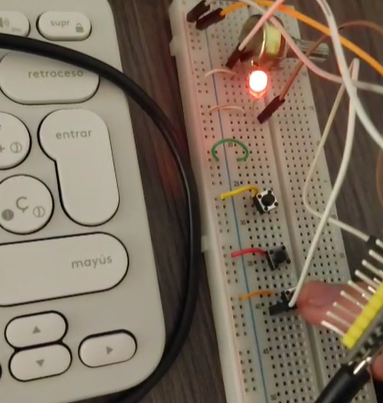 supr
retroceso
entrar
Ç
mayús